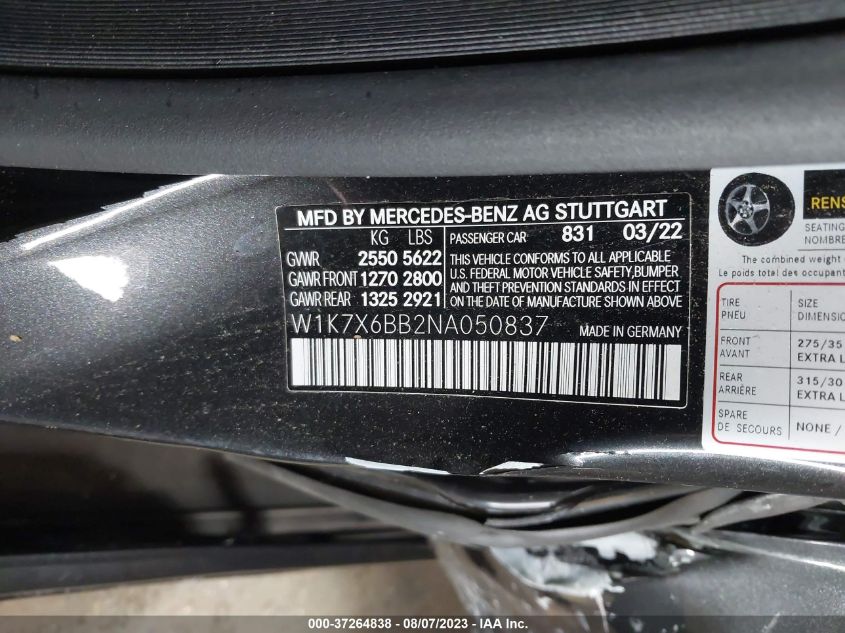 MFD BY MERCEDES-BENZ AG STUTTGART
KG LBS
GVWR 2550 5622
GAWR FRONT 1270 2800
GAWR REAR 1325 2921
PASSENGER CAR 831 03/22
THIS VEHICLE CONFORMS TO ALL APPLICABLE
U.S. FEDERAL MOTOR VEHICLE SAFETY,BUMPER
AND THEFT PREVENTION STANDARDS IN EFFECT
ON THE DATE OF MANUFACTURE SHOWN ABOVE
W1K7X6BB2NA050837 MADE IN GERMANY
RENS
SEATING
NOMBRE
The combined weight
Le poids total des occupant
TIRE SIZE
PNEU DIMENSION
FRONT 275/35
AVANT EXTRA L
REAR 315/30
ARRIÈRE EXTRA L
SPARE
DE SECOURS NONE /
000-37264838 - 08/07/2023 - IAA Inc.